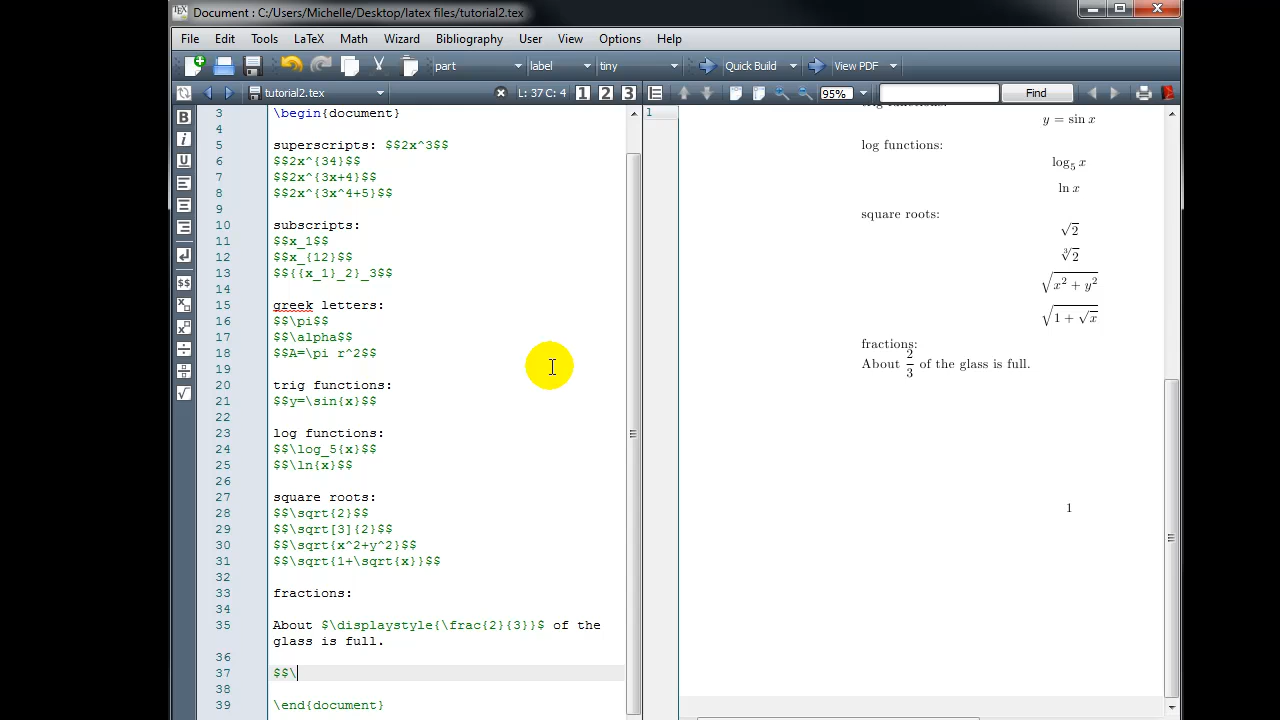 Document : C:/Users/Michelle/Desktop/latex files/tutorial2.tex
File Edit Tools LaTeX Math Wizard Bibliography User View Options Help
part label tiny Quick Build View PDF
tutorial2.tex L: 37 C: 4 1 2 3 95% Find
3 \begin{document}
4
5 superscripts: $$2x^3$$
6 $$2x^{34}$$
7 $$2x^{3x+4}$$
8 $$2x^{3x^4+5}$$
9
10 subscripts:
11 $$x_1$$
12 $$x_{12}$$
13 $${{x_1}_2}_3$$
14
15 greek letters:
16 $$\pi$$
17 $$\alpha$$
18 $$A=\pi r^2$$
19
20 trig functions:
21 $$y=\sin{x}$$
22
23 log functions:
24 $$\log_5{x}$$
25 $$\ln{x}$$
26
27 square roots:
28 $$\sqrt{2}$$
29 $$\sqrt[3]{2}$$
30 $$\sqrt{x^2+y^2}$$
31 $$\sqrt{1+\sqrt{x}}$$
32
33 fractions:
34
35 About $\displaystyle{\frac{2}{3}}$ of the
glass is full.
36
37 $$\
38
39 \end{document}
1
trig functions:
y = sin x
log functions:
log₅ x
ln x
square roots:
√2
∛2
√(x² + y²)
√(1 + √x)
fractions:
About 2/3 of the glass is full.
1